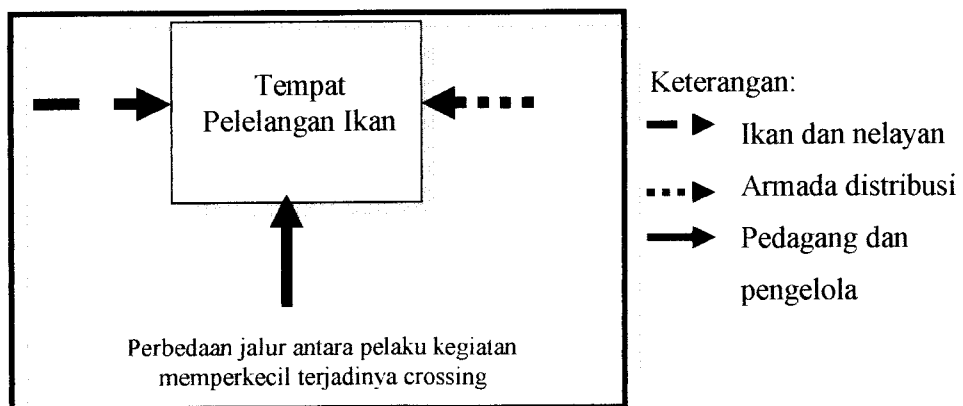 Tempat
Pelelangan Ikan
Perbedaan jalur antara pelaku kegiatan
memperkecil terjadinya crossing
Keterangan:
Ikan dan nelayan
Armada distribusi
Pedagang dan
pengelola